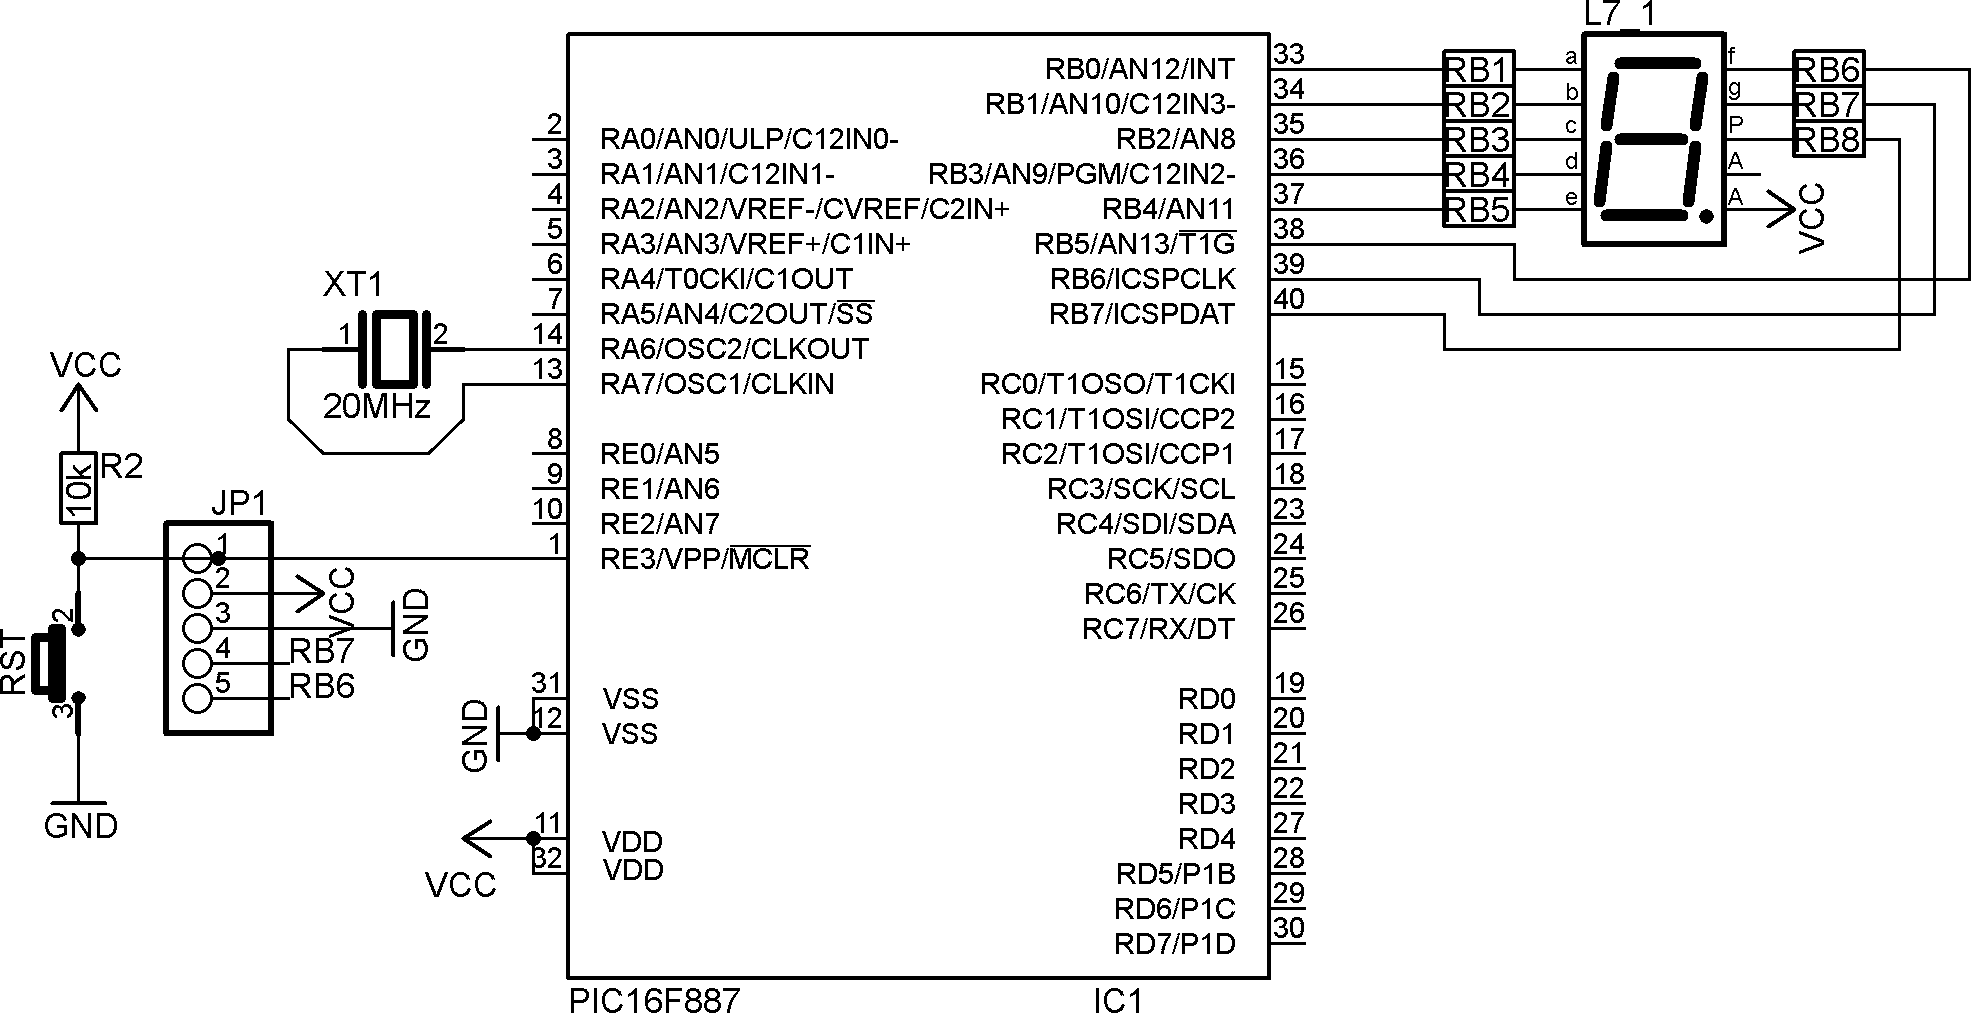 L7_1
33
RB0/AN12/INT
RB1
a
f
RB6
34
RB1/AN10/C12IN3-
RB2
b
g
RB7
2
RA0/AN0/ULP/C12IN0-
35
RB2/AN8
RB3
c
P
RB8
3
RA1/AN1/C12IN1-
36
RB3/AN9/PGM/C12IN2-
RB4
d
A
4
RA2/AN2/VREF-/CVREF/C2IN+
37
RB4/AN11
RB5
e
A
VCC
5
RA3/AN3/VREF+/C1IN+
38
RB5/AN13/T1G
6
RA4/T0CKI/C1OUT
39
RB6/ICSPCLK
7
RA5/AN4/C2OUT/SS
40
RB7/ICSPDAT
XT1
1
2
20MHz
14
RA6/OSC2/CLKOUT
13
RA7/OSC1/CLKIN
15
RC0/T1OSO/T1CKI
16
RC1/T1OSI/CCP2
8
RE0/AN5
17
RC2/T1OSI/CCP1
9
RE1/AN6
18
RC3/SCK/SCL
10
RE2/AN7
23
RC4/SDI/SDA
1
RE3/VPP/MCLR
24
RC5/SDO
25
RC6/TX/CK
26
RC7/RX/DT
VCC
R2
10k
JP1
1
2
VCC
3
GND
4
RB7
5
RB6
RST
2
3
GND
31
VSS
12
VSS
GND
11
VDD
32
VDD
VCC
19
RD0
20
RD1
21
RD2
22
RD3
27
RD4
28
RD5/P1B
29
RD6/P1C
30
RD7/P1D
PIC16F887
IC1